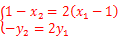 {1 - x₂ = 2(x₁ - 1)
{-y₂ = 2y₁